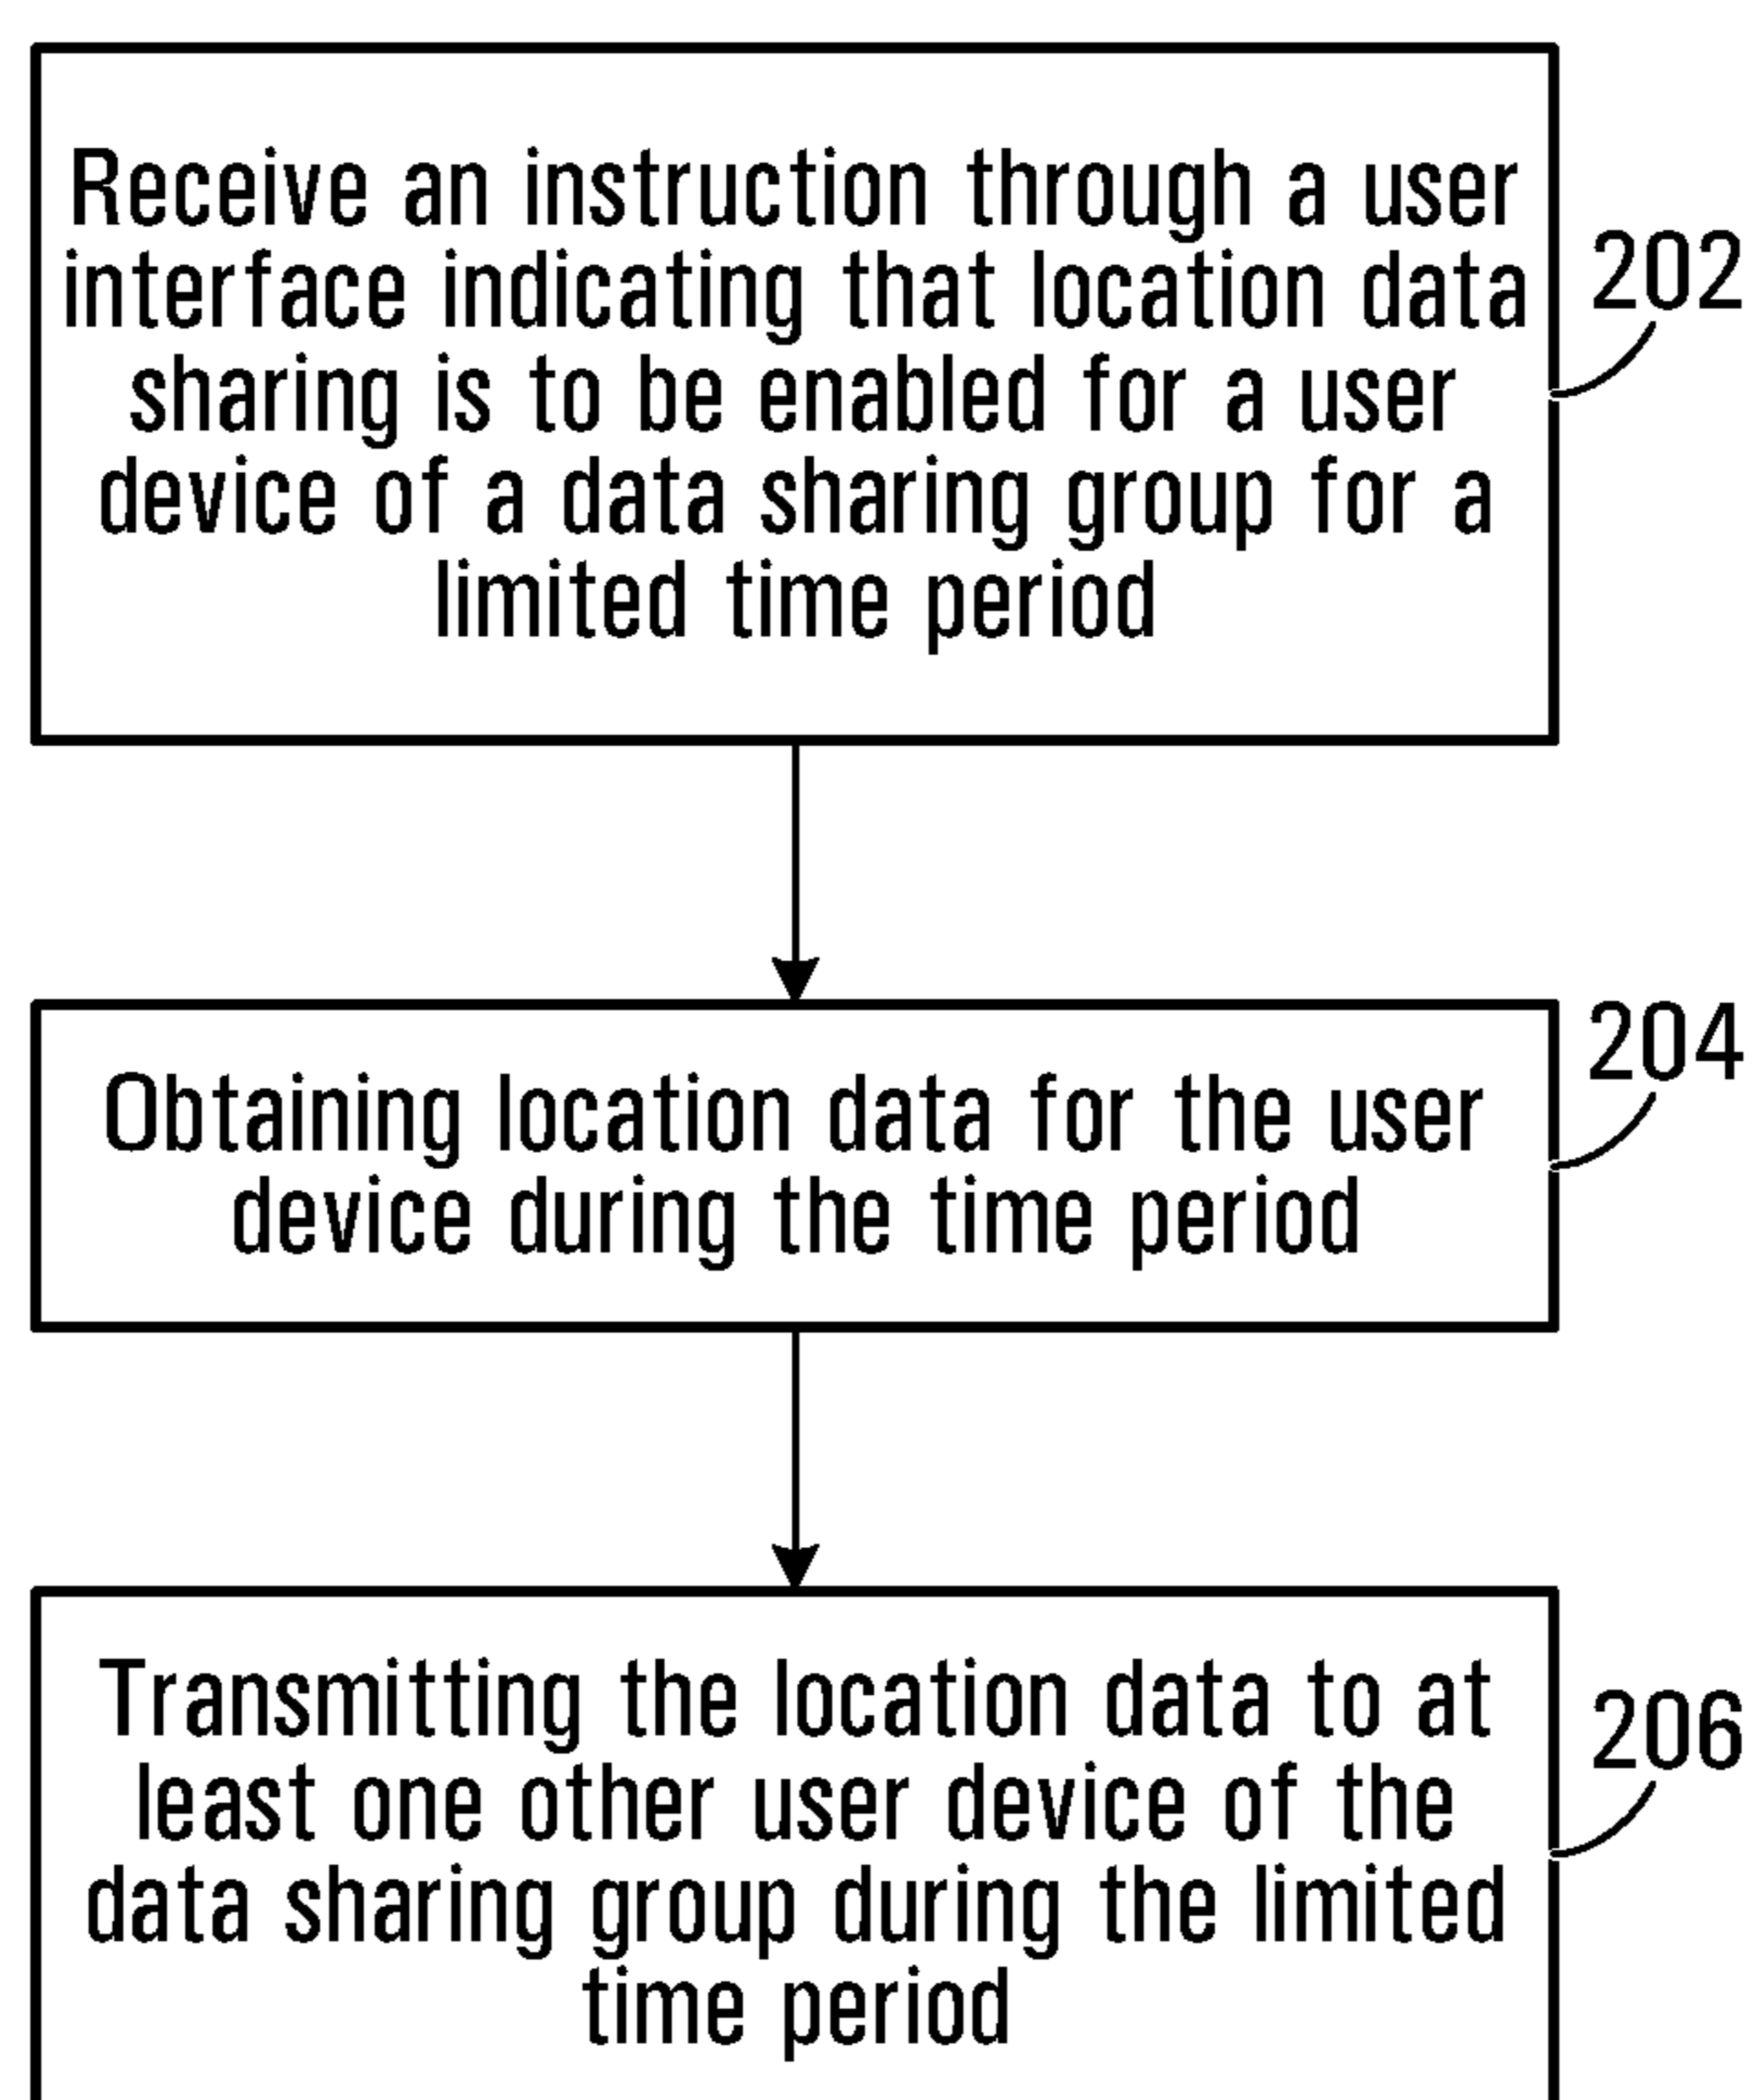 Receive an instruction through a user
interface indicating that location data
sharing is to be enabled for a user
device of a data sharing group for a
limited time period
202
Obtaining location data for the user
device during the time period
204
Transmitting the location data to at
least one other user device of the
data sharing group during the limited
time period
206